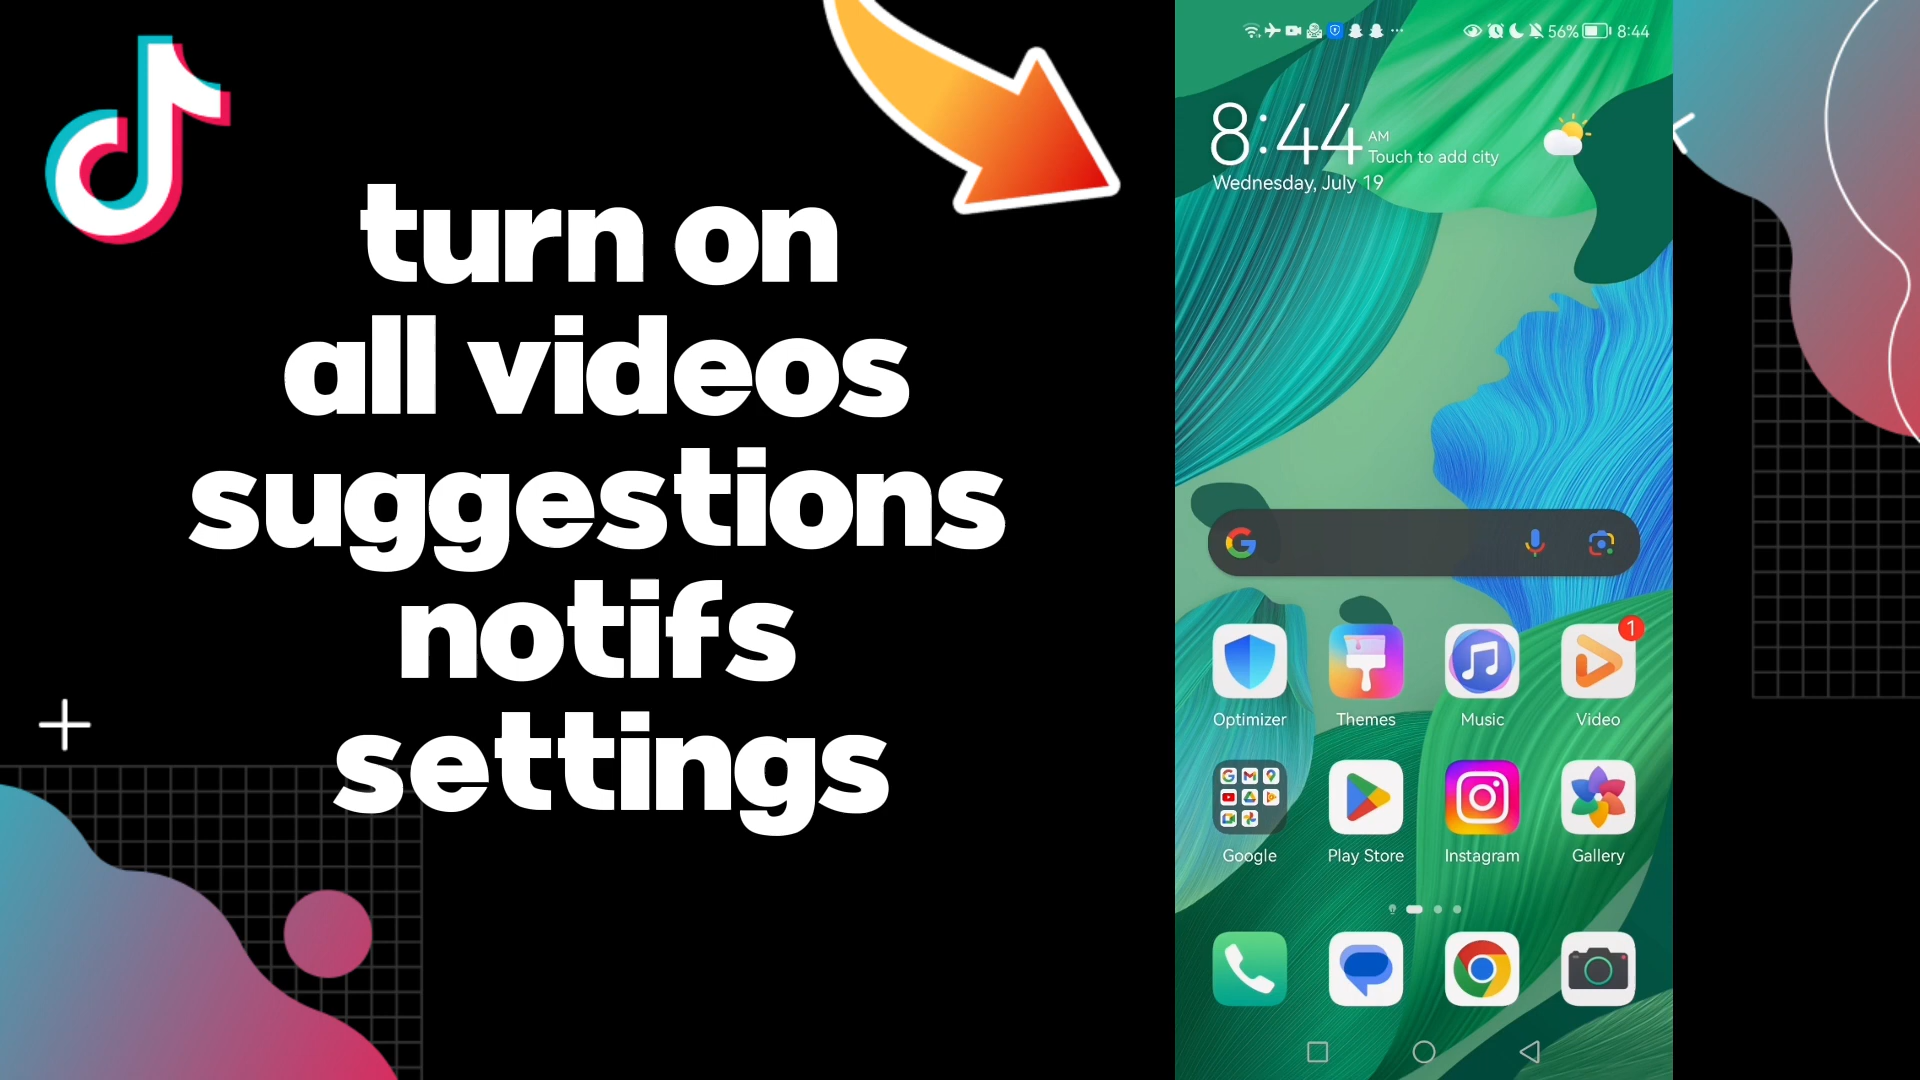 turn on
all videos
suggestions
notifs
settings
56% 8:44
8:44 AM
Touch to add city
Wednesday, July 19
1
Optimizer Themes Music Video
Google Play Store Instagram Gallery